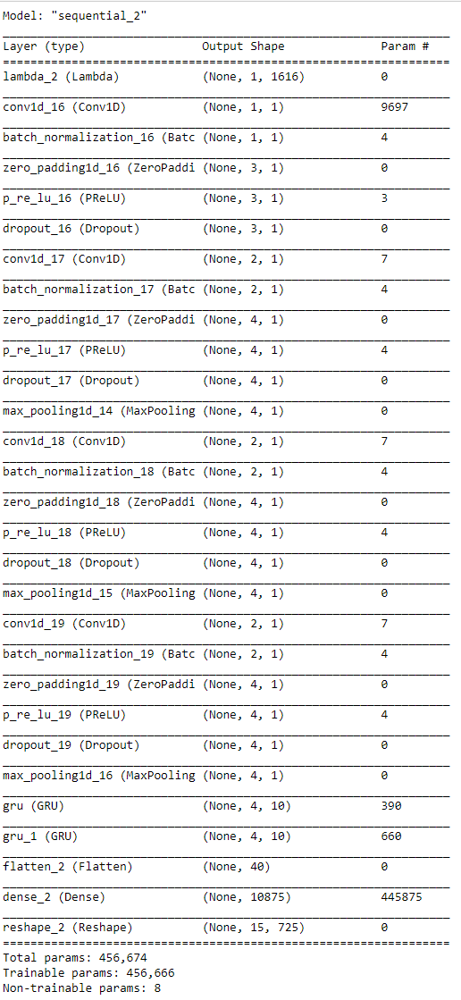 Model: "sequential_2"
_________________________________________________________________
Layer (type)                 Output Shape              Param #
=================================================================
lambda_2 (Lambda)            (None, 1, 1616)           0
_________________________________________________________________
conv1d_16 (Conv1D)           (None, 1, 1)              9697
_________________________________________________________________
batch_normalization_16 (Batc (None, 1, 1)              4
_________________________________________________________________
zero_padding1d_16 (ZeroPaddi (None, 3, 1)              0
_________________________________________________________________
p_re_lu_16 (PReLU)           (None, 3, 1)              3
_________________________________________________________________
dropout_16 (Dropout)         (None, 3, 1)              0
_________________________________________________________________
conv1d_17 (Conv1D)           (None, 2, 1)              7
_________________________________________________________________
batch_normalization_17 (Batc (None, 2, 1)              4
_________________________________________________________________
zero_padding1d_17 (ZeroPaddi (None, 4, 1)              0
_________________________________________________________________
p_re_lu_17 (PReLU)           (None, 4, 1)              4
_________________________________________________________________
dropout_17 (Dropout)         (None, 4, 1)              0
_________________________________________________________________
max_pooling1d_14 (MaxPooling (None, 4, 1)              0
_________________________________________________________________
conv1d_18 (Conv1D)           (None, 2, 1)              7
_________________________________________________________________
batch_normalization_18 (Batc (None, 2, 1)              4
_________________________________________________________________
zero_padding1d_18 (ZeroPaddi (None, 4, 1)              0
_________________________________________________________________
p_re_lu_18 (PReLU)           (None, 4, 1)              4
_________________________________________________________________
dropout_18 (Dropout)         (None, 4, 1)              0
_________________________________________________________________
max_pooling1d_15 (MaxPooling (None, 4, 1)              0
_________________________________________________________________
conv1d_19 (Conv1D)           (None, 2, 1)              7
_________________________________________________________________
batch_normalization_19 (Batc (None, 2, 1)              4
_________________________________________________________________
zero_padding1d_19 (ZeroPaddi (None, 4, 1)              0
_________________________________________________________________
p_re_lu_19 (PReLU)           (None, 4, 1)              4
_________________________________________________________________
dropout_19 (Dropout)         (None, 4, 1)              0
_________________________________________________________________
max_pooling1d_16 (MaxPooling (None, 4, 1)              0
_________________________________________________________________
gru (GRU)                    (None, 4, 10)             390
_________________________________________________________________
gru_1 (GRU)                  (None, 4, 10)             660
_________________________________________________________________
flatten_2 (Flatten)          (None, 40)                0
_________________________________________________________________
dense_2 (Dense)              (None, 10875)             445875
_________________________________________________________________
reshape_2 (Reshape)          (None, 15, 725)           0
=================================================================
Total params: 456,674
Trainable params: 456,666
Non-trainable params: 8